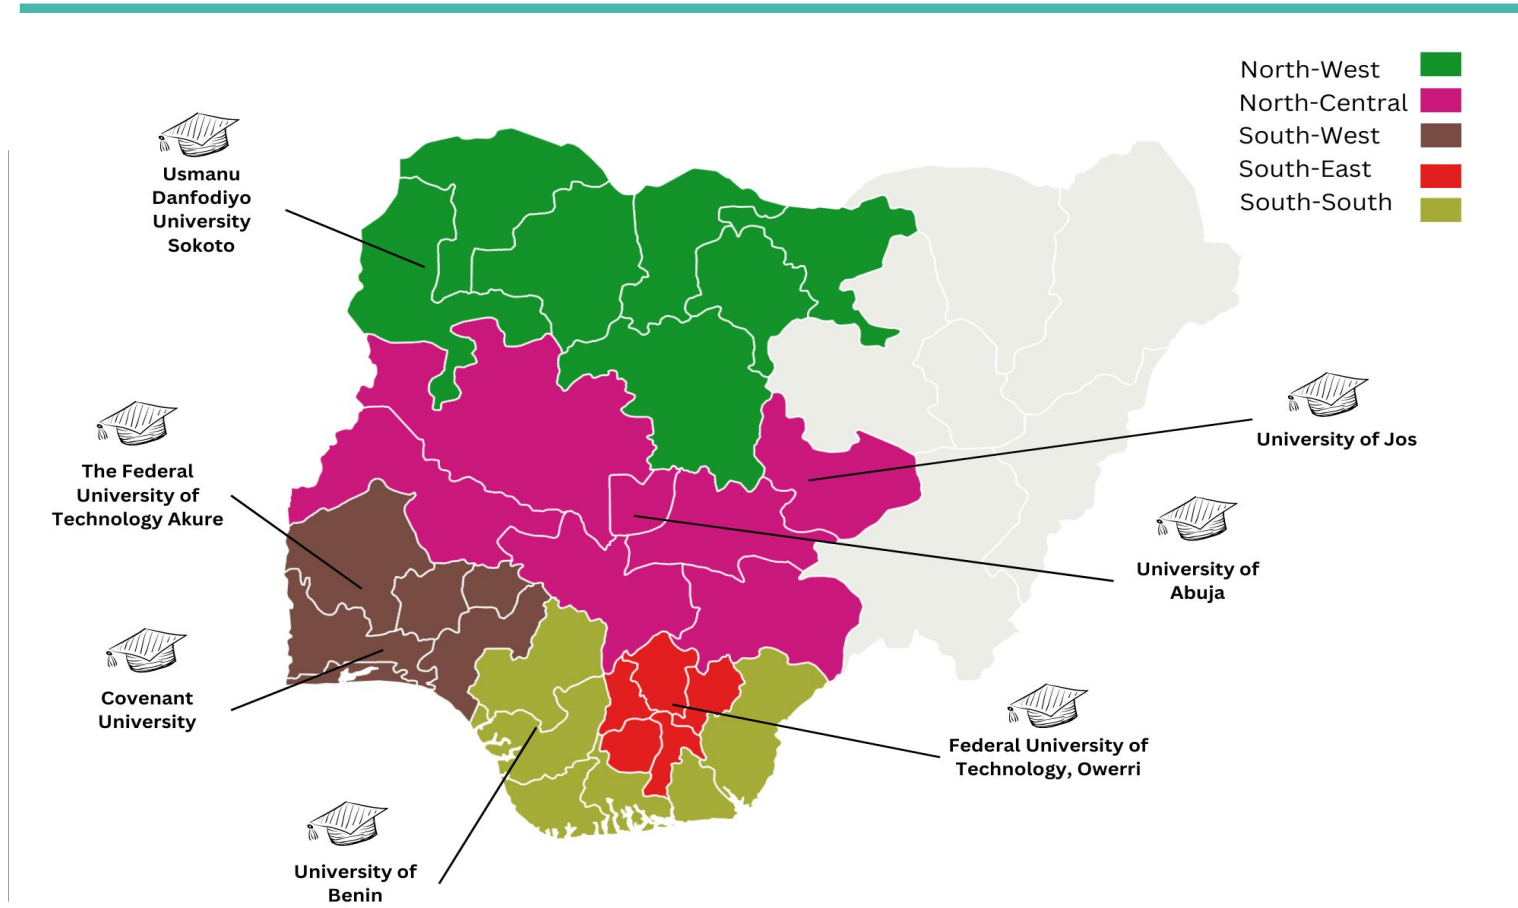 North-West
North-Central
South-West
South-East
South-South
Usmanu
Danfodiyo
University
Sokoto
The Federal
University of
Technology Akure
Covenant
University
University of
Benin
University of Jos
University of
Abuja
Federal University of
Technology, Owerri